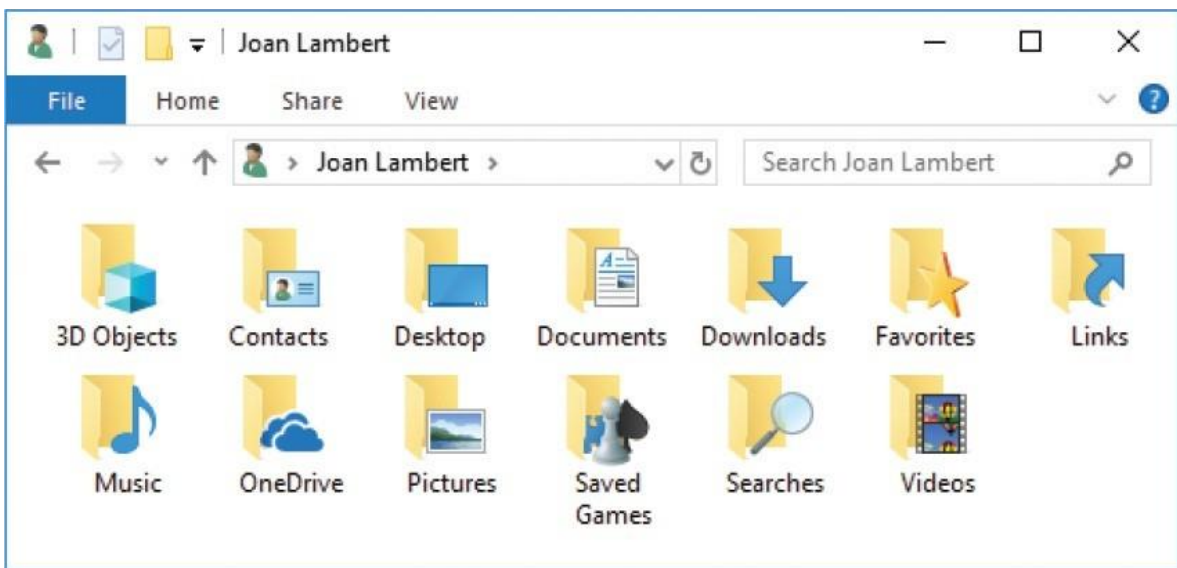 Joan Lambert
File Home Share View
Joan Lambert
Search Joan Lambert
3D Objects Contacts Desktop Documents Downloads Favorites Links
Music OneDrive Pictures Saved Games Searches Videos